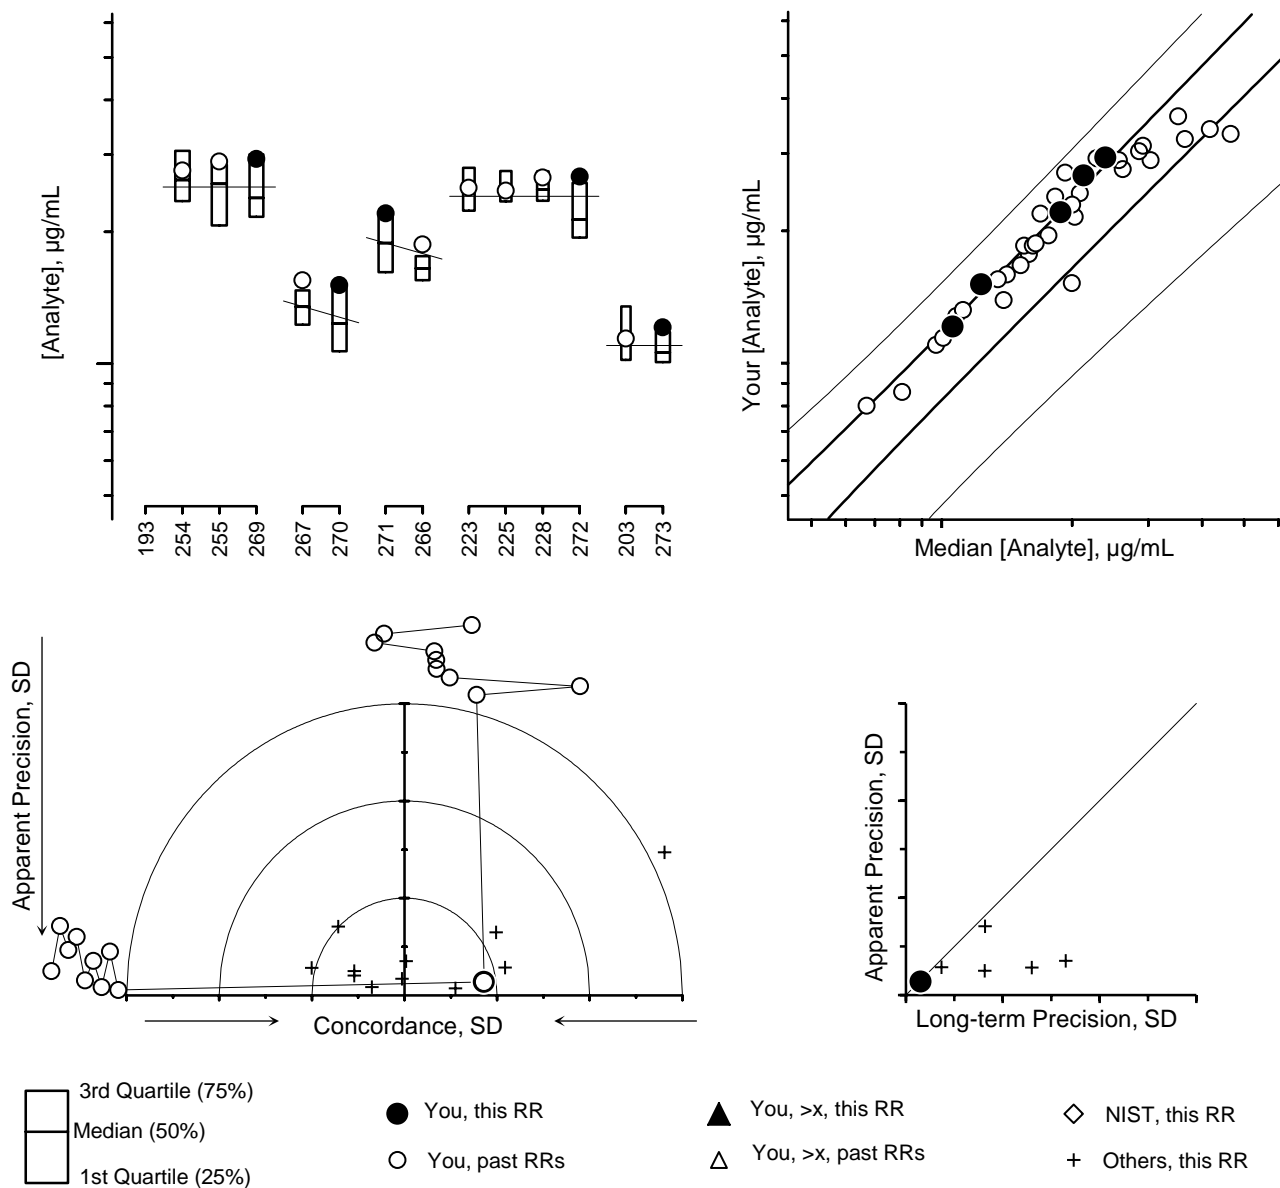 [Analyte], µg/mL
193
254
255
269
267
270
271
266
223
225
228
272
203
273
Your [Analyte], µg/mL
Median [Analyte], µg/mL
Apparent Precision, SD
Concordance, SD
Apparent Precision, SD
Long-term Precision, SD
3rd Quartile (75%)
Median (50%)
1st Quartile (25%)
You, this RR
You, past RRs
You, >x, this RR
You, >x, past RRs
NIST, this RR
Others, this RR